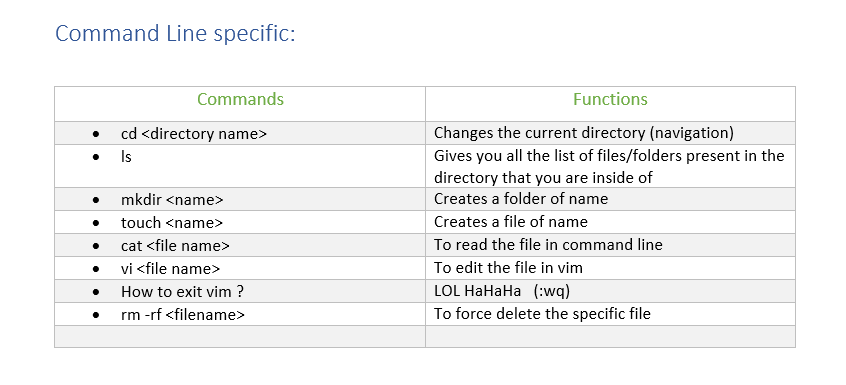 Command Line specific:
Commands Functions
• cd <directory name> Changes the current directory (navigation)
• ls Gives you all the list of files/folders present in the
directory that you are inside of
• mkdir <name> Creates a folder of name
• touch <name> Creates a file of name
• cat <file name> To read the file in command line
• vi <file name> To edit the file in vim
• How to exit vim ? LOL HaHaHa (:wq)
• rm -rf <filename> To force delete the specific file